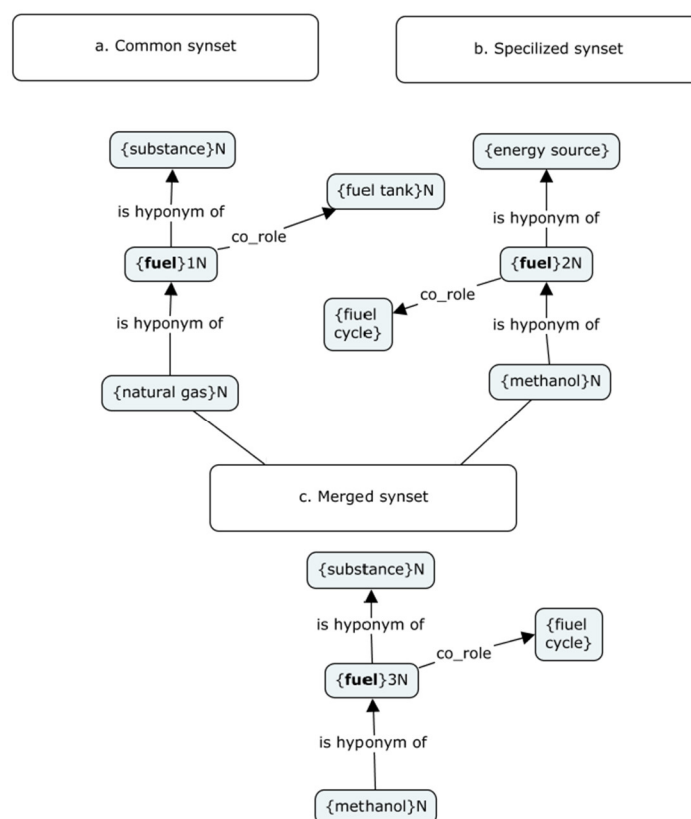 a. Common synset
b. Specilized synset
{substance}N
{energy source}
{fuel tank}N
is hyponym of
is hyponym of
co_role
{fuel}1N
{fuel}2N
co_role
{fiuel
cycle}
is hyponym of
is hyponym of
{natural gas}N
{methanol}N
c. Merged synset
{substance}N
is hyponym of
{fiuel
cycle}
co_role
{fuel}3N
is hyponym of
{methanol}N